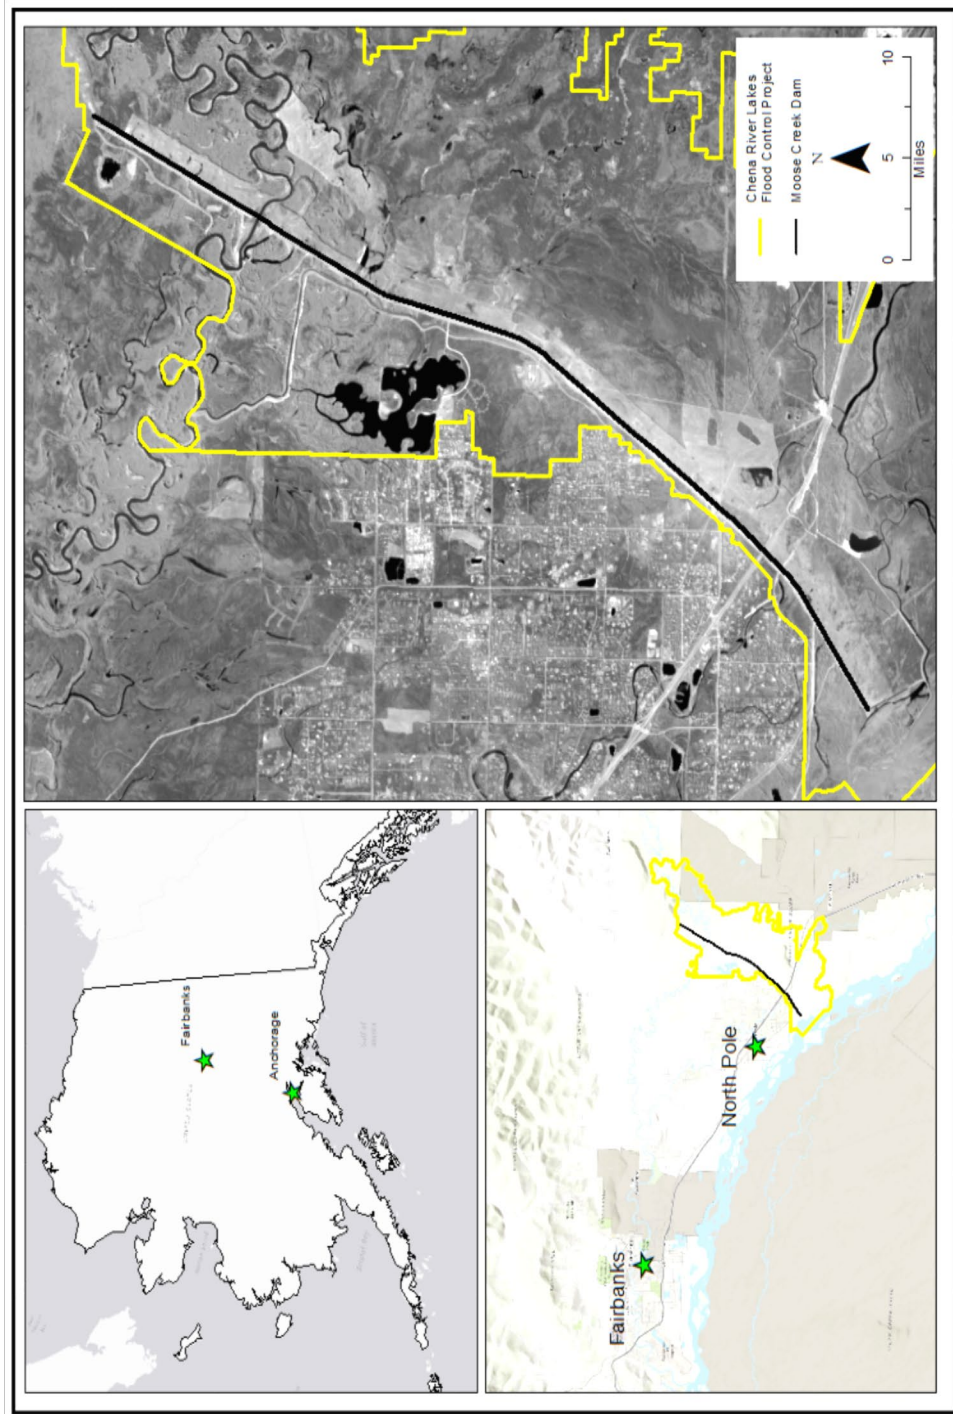 Chena River Lakes
Flood Control Project
Moose Creek Dam
N
0
5
10
Miles
Fairbanks
Anchorage
Fairbanks
North Pole